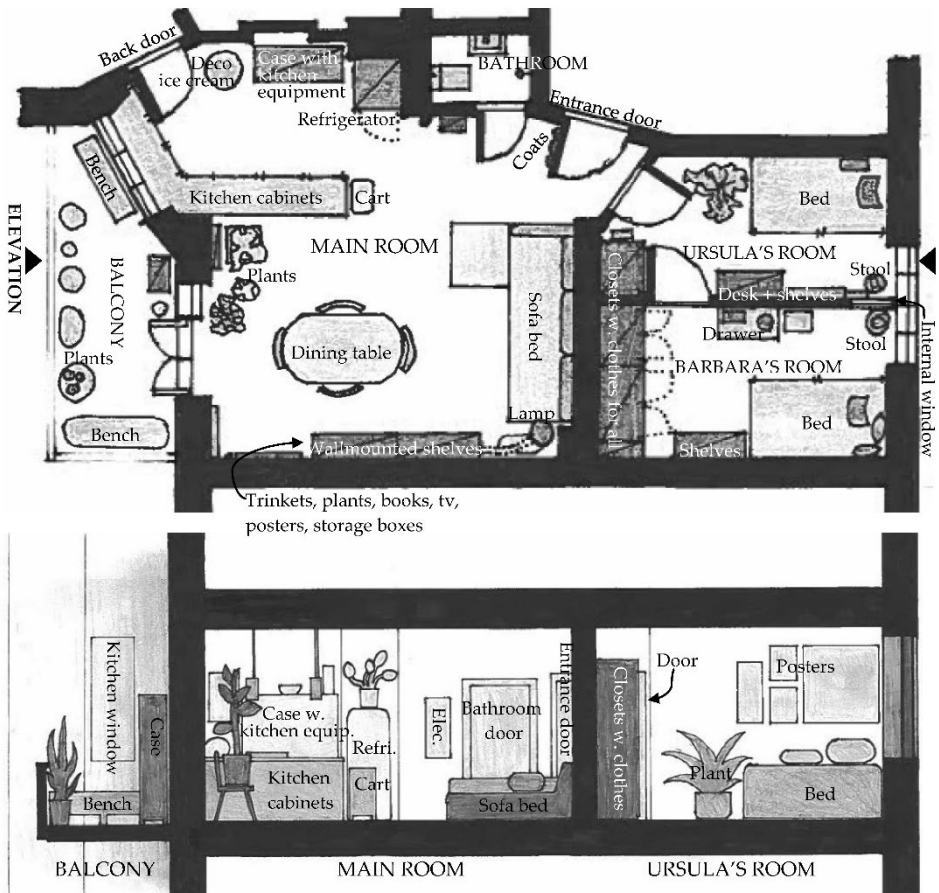 Back door
Deco
ice cream
Case with
kitchen
equipment
BATHROOM
Refrigerator
Entrance door
Coats
Bench
Kitchen cabinets
Cart
Bed
ELEVATION
BALCONY
MAIN ROOM
Plants
URSULA'S ROOM
Stool
Desk + shelves
Closets with clothes for all
Sofa bed
Dining table
Drawer
Stool
Internal window
BARBARA'S ROOM
Plants
Bench
Lamp
Bed
Wallmounted shelves
Shelves
Trinkets, plants, books, tv,
posters, storage boxes
Kitchen window
Case
Bench
Case w.
kitchen equip.
Refri.
Kitchen
cabinets
Cart
Elec.
Bathroom
door
Entrance door
Sofa bed
Closets w. clothes
Door
Posters
Plant
Bed
BALCONY
MAIN ROOM
URSULA'S ROOM